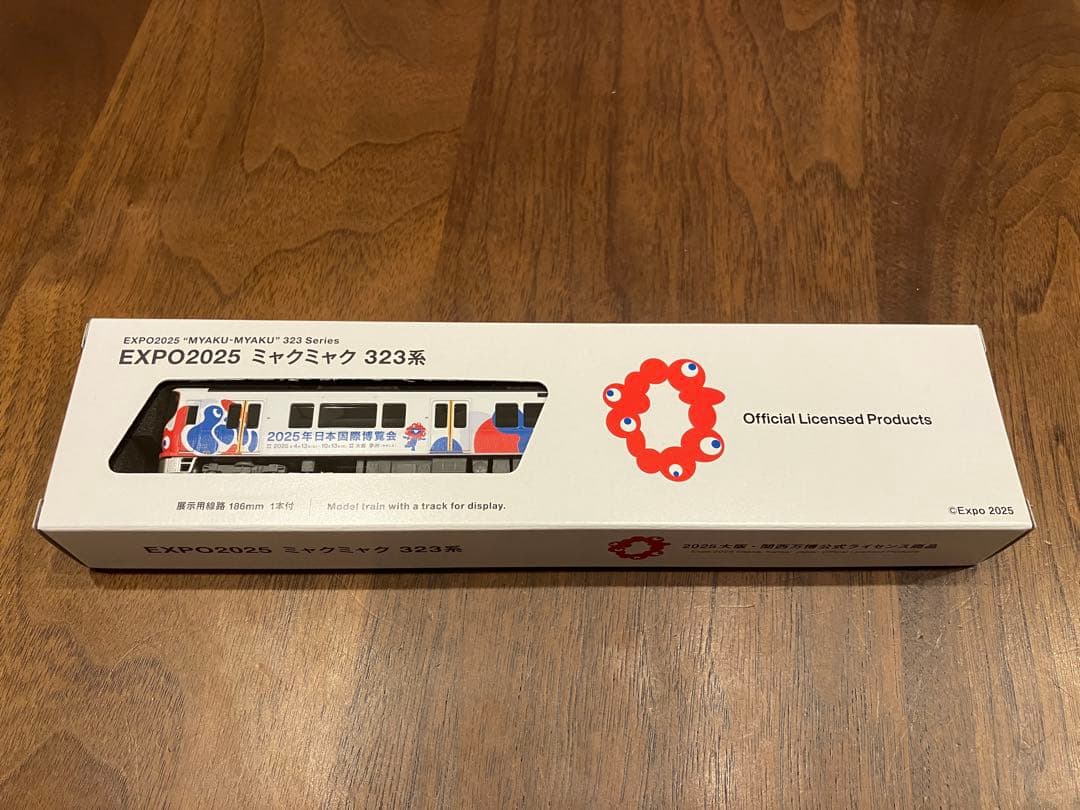 EXPO2025 "MYAKU-MYAKU" 323 Series
EXPO2025 ミャクミャク 323系
2025年日本国際博覧会
展示用線路 186mm 1本付
Model train with a track for display.
Official Licensed Products
©Expo 2025
EXPO2025 ミャクミャク 323系
2025大阪・関西万博公式ライセンス商品